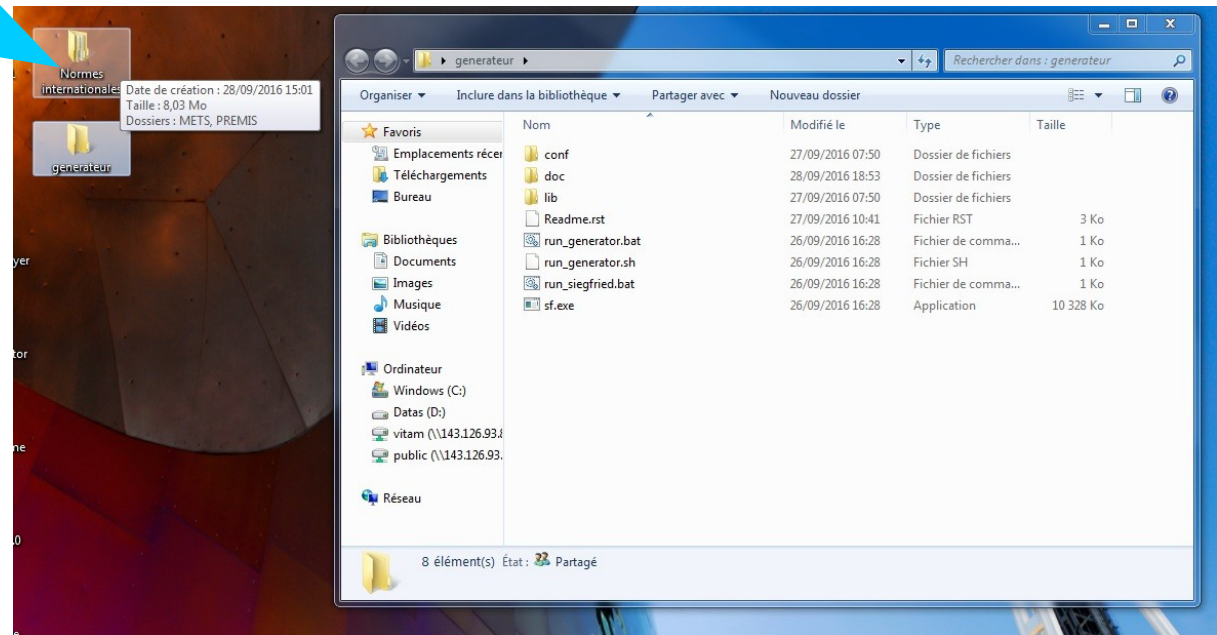 Normes
internationales
Date de création : 28/09/2016 15:01
Taille : 8,03 Mo
Dossiers : METS, PREMIS
generateur
yer
tor
ne
.0
generateur
Rechercher dans : generateur
Organiser
Inclure dans la bibliothèque
Partager avec
Nouveau dossier
Favoris
Emplacements récer
Téléchargements
Bureau
Bibliothèques
Documents
Images
Musique
Vidéos
Ordinateur
Windows (C:)
Datas (D:)
vitam (\\143.126.93.8
public (\\143.126.93.
Réseau
Nom Modifié le Type Taille
conf 27/09/2016 07:50 Dossier de fichiers
doc 28/09/2016 18:53 Dossier de fichiers
lib 27/09/2016 07:50 Dossier de fichiers
Readme.rst 27/09/2016 10:41 Fichier RST 3 Ko
run_generator.bat 26/09/2016 16:28 Fichier de comma... 1 Ko
run_generator.sh 26/09/2016 16:28 Fichier SH 1 Ko
run_siegfried.bat 26/09/2016 16:28 Fichier de comma... 1 Ko
sf.exe 26/09/2016 16:28 Application 10 328 Ko
8 élément(s) État : Partagé